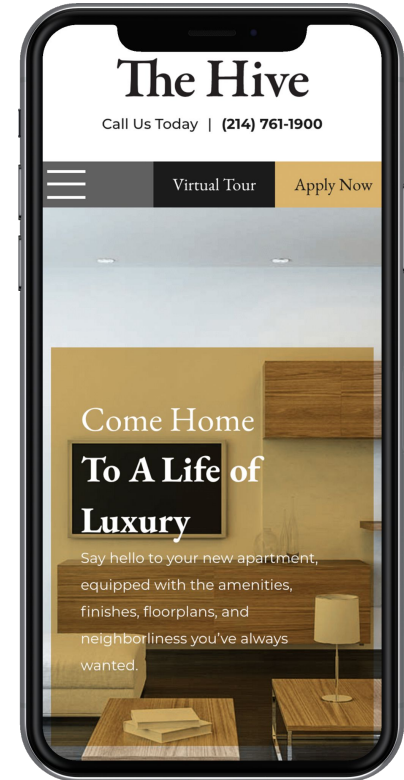 The Hive
Call Us Today | (214) 761-1900
Virtual Tour
Apply Now
Come Home
To A Life of
Luxury
Say hello to your new apartment,
equipped with the amenities,
finishes, floorplans, and
neighborliness you've always
wanted.